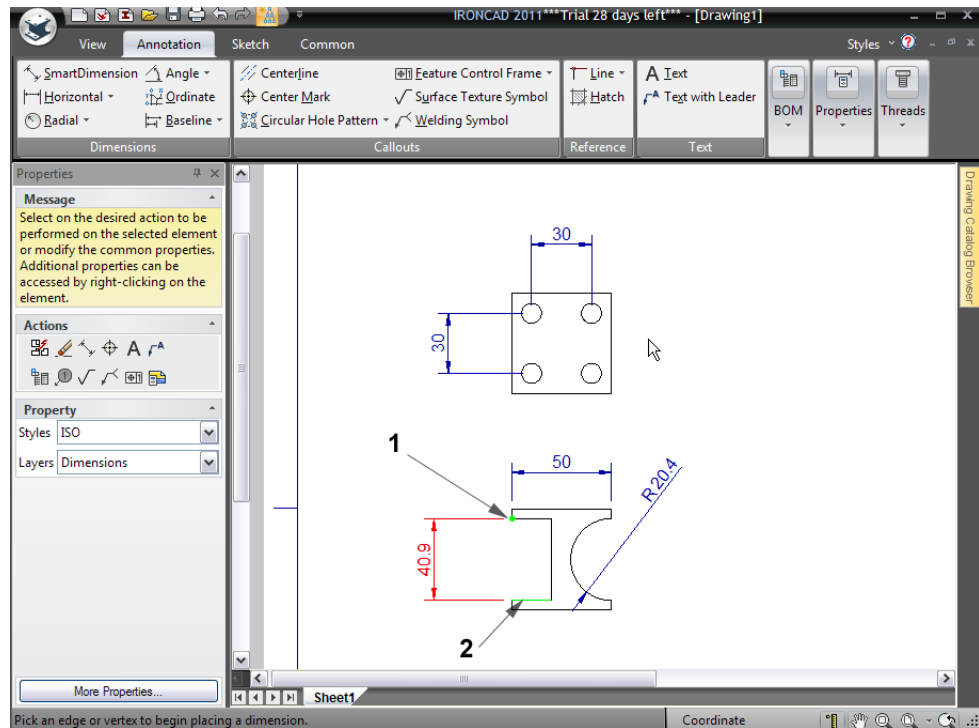 IRONCAD 2011***Trial 28 days left*** - [Drawing1]
View Annotation Sketch Common Styles
SmartDimension Angle Centerline Feature Control Frame Line A Text
Horizontal Ordinate Center Mark Surface Texture Symbol Hatch Text with Leader
Radial Baseline Circular Hole Pattern Welding Symbol BOM Properties Threads
Dimensions Callouts Reference Text
Properties
Message
Select on the desired action to be
performed on the selected element
or modify the common properties.
Additional properties can be
accessed by right-clicking on the
element.
Actions
Property
Styles ISO
Layers Dimensions
More Properties...
Drawing Catalog Browser
30
30
1
50
R 20.4
40.9
2
Sheet1
Pick an edge or vertex to begin placing a dimension. Coordinate